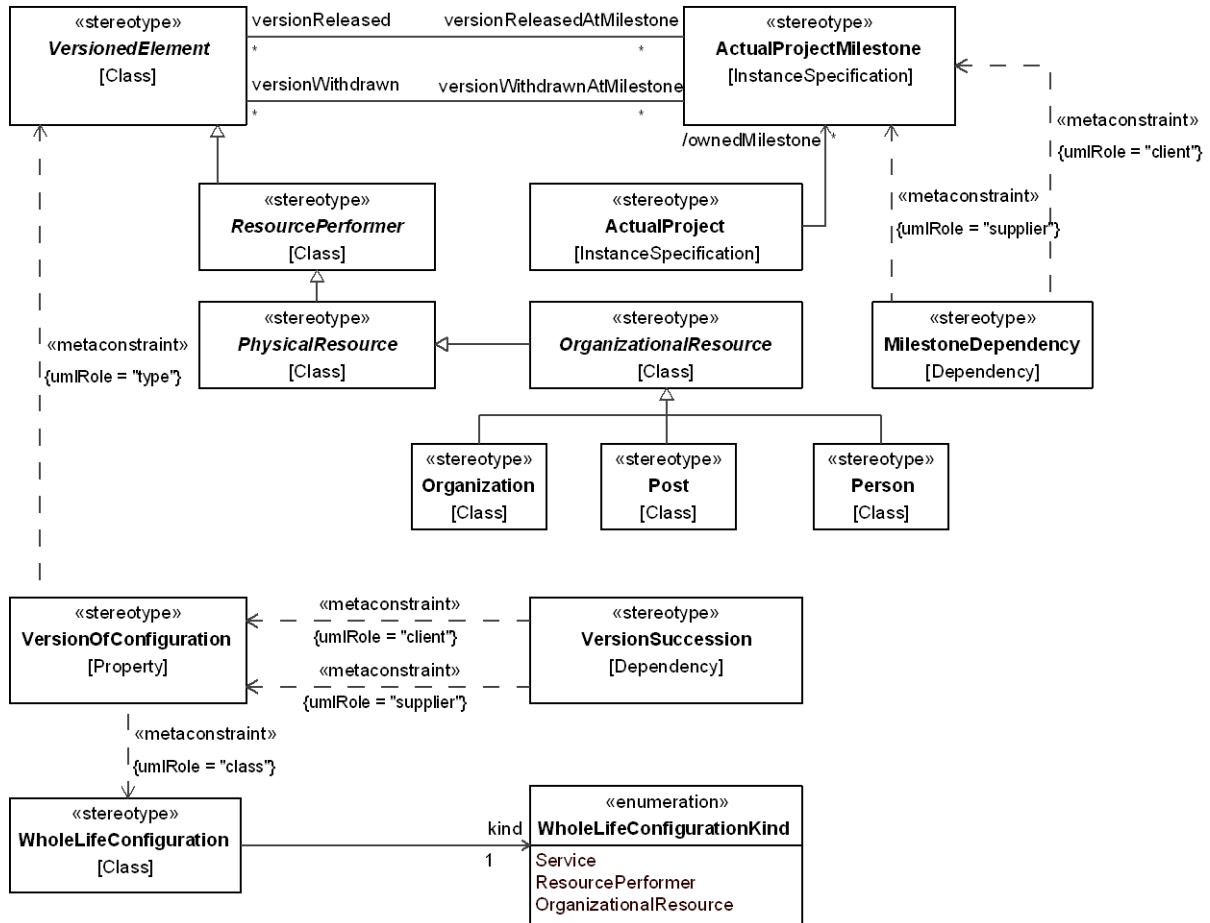 «stereotype»
VersionedElement
[Class]
versionReleased
versionReleasedAtMilestone
*
*
versionWithdrawn
versionWithdrawnAtMilestone
*
*
«stereotype»
ActualProjectMilestone
[InstanceSpecification]
/ownedMilestone
*
«metaconstraint»
{umlRole = "client"}
«metaconstraint»
{umlRole = "supplier"}
«stereotype»
ResourcePerformer
[Class]
«stereotype»
ActualProject
[InstanceSpecification]
«stereotype»
PhysicalResource
[Class]
«stereotype»
OrganizationalResource
[Class]
«stereotype»
MilestoneDependency
[Dependency]
«metaconstraint»
{umlRole = "type"}
«stereotype»
Organization
[Class]
«stereotype»
Post
[Class]
«stereotype»
Person
[Class]
«stereotype»
VersionOfConfiguration
[Property]
«metaconstraint»
{umlRole = "client"}
«metaconstraint»
{umlRole = "supplier"}
«stereotype»
VersionSuccession
[Dependency]
«metaconstraint»
{umlRole = "class"}
«stereotype»
WholeLifeConfiguration
[Class]
kind
1
«enumeration»
WholeLifeConfigurationKind
Service
ResourcePerformer
OrganizationalResource